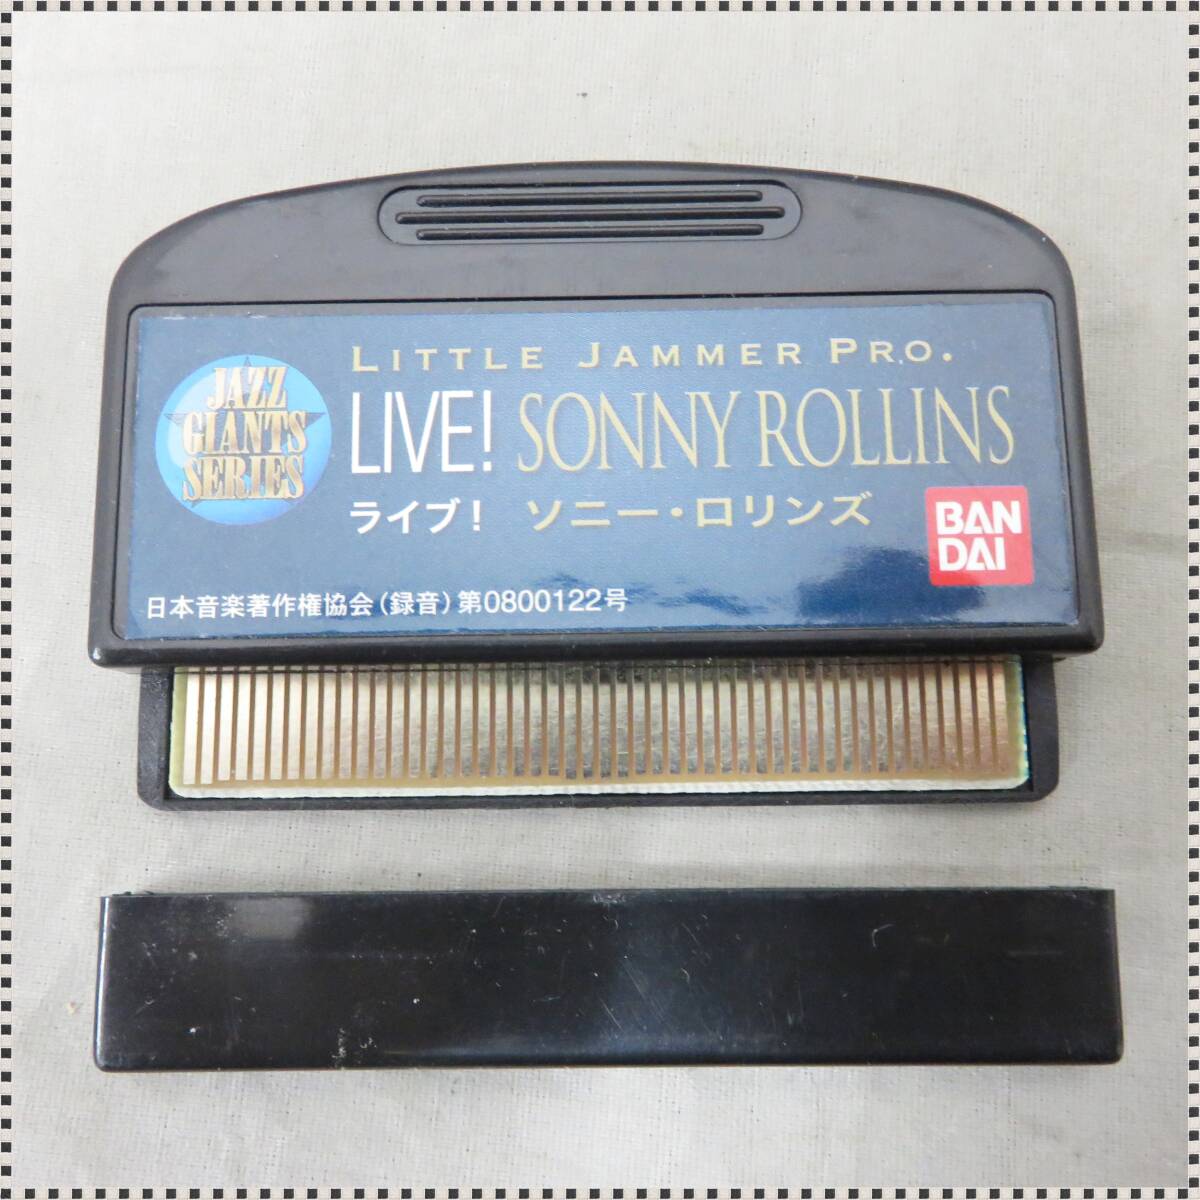 JAZZ
GIANTS
SERIES
LITTLE JAMMER PRO.
LIVE! SONNY ROLLINS
ライブ! ソニー・ロリンズ
BAN
DAI
日本音楽著作権協会(録音)第0800122号